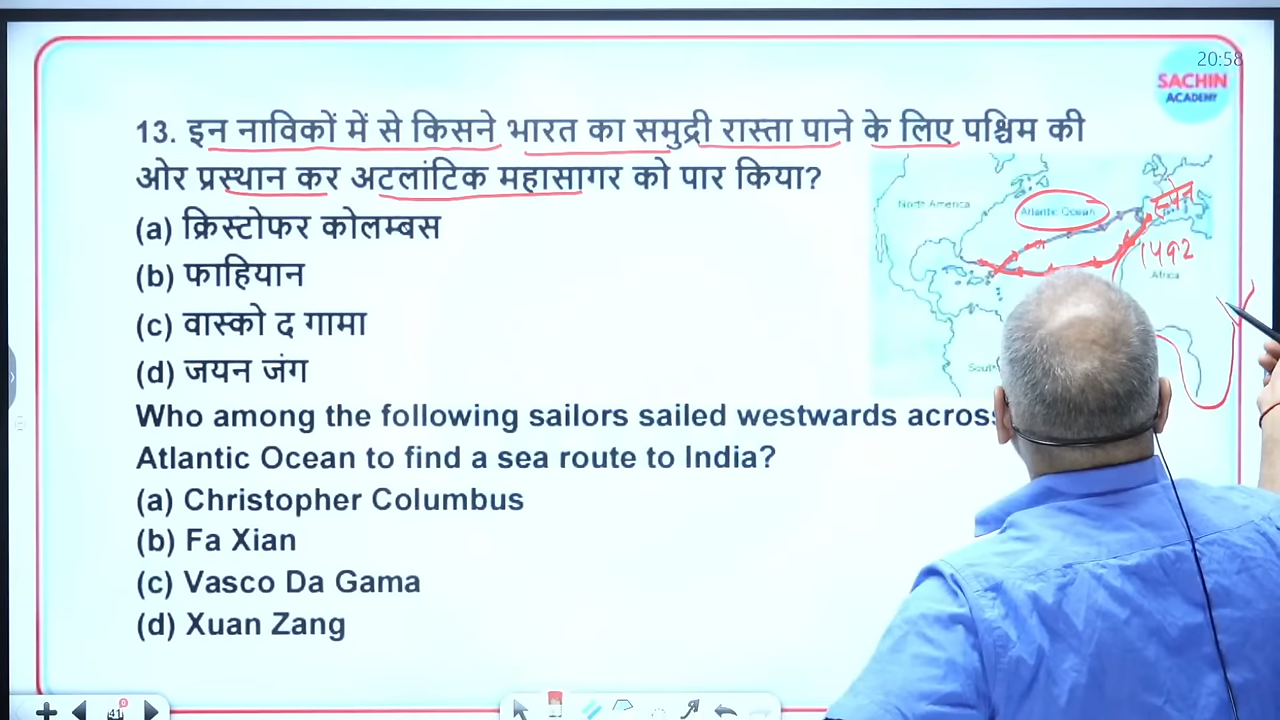 20:58
SACHIN
ACADEMY
13. इन नाविकों में से किसने भारत का समुद्री रास्ता पाने के लिए पश्चिम की
ओर प्रस्थान कर अटलांटिक महासागर को पार किया?
(a) क्रिस्टोफर कोलम्बस
(b) फाहियान
(c) वास्को द गामा
(d) जयन जंग
North America
Atlantic Ocean
स्पेन
1492
Africa
South
Who among the following sailors sailed westwards across
Atlantic Ocean to find a sea route to India?
(a) Christopher Columbus
(b) Fa Xian
(c) Vasco Da Gama
(d) Xuan Zang
41